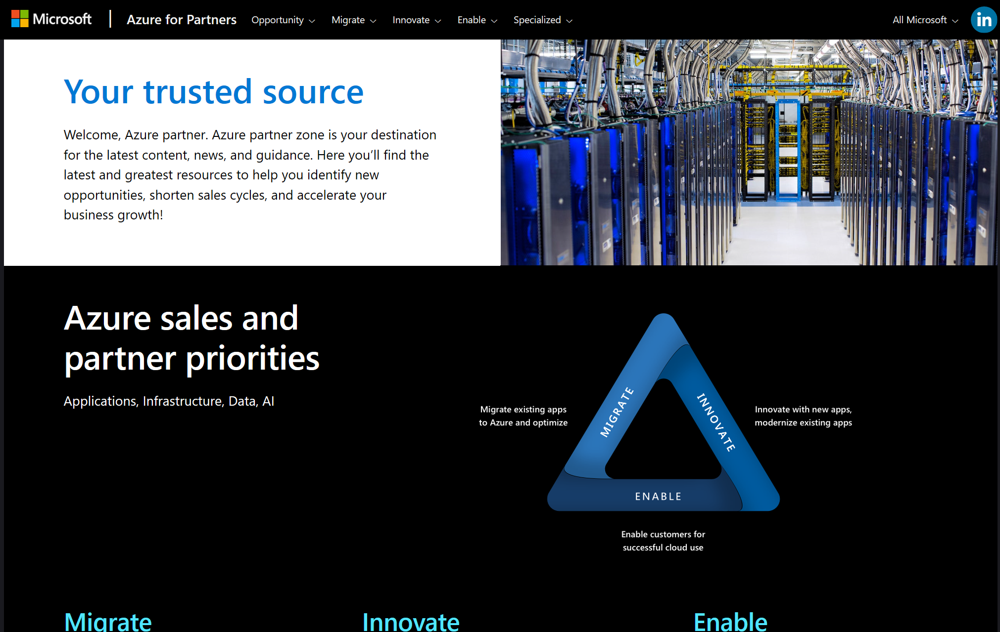 Microsoft | Azure for Partners Opportunity Migrate Innovate Enable Specialized All Microsoft in
Your trusted source
Welcome, Azure partner. Azure partner zone is your destination
for the latest content, news, and guidance. Here you’ll find the
latest and greatest resources to help you identify new
opportunities, shorten sales cycles, and accelerate your
business growth!
Azure sales and
partner priorities
Applications, Infrastructure, Data, AI
Migrate existing apps
to Azure and optimize
MIGRATE
INNOVATE
Innovate with new apps,
modernize existing apps
ENABLE
Enable customers for
successful cloud use
Migrate Innovate Enable